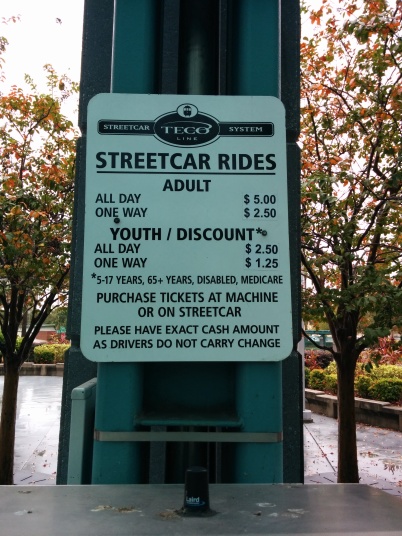 STREETCAR TECO SYSTEM
LINE
STREETCAR RIDES
ADULT
ALL DAY $ 5.00
ONE WAY $ 2.50
YOUTH / DISCOUNT*
ALL DAY $ 2.50
ONE WAY $ 1.25
*5-17 YEARS, 65+ YEARS, DISABLED, MEDICARE
PURCHASE TICKETS AT MACHINE
OR ON STREETCAR
PLEASE HAVE EXACT CASH AMOUNT
AS DRIVERS DO NOT CARRY CHANGE
Laird